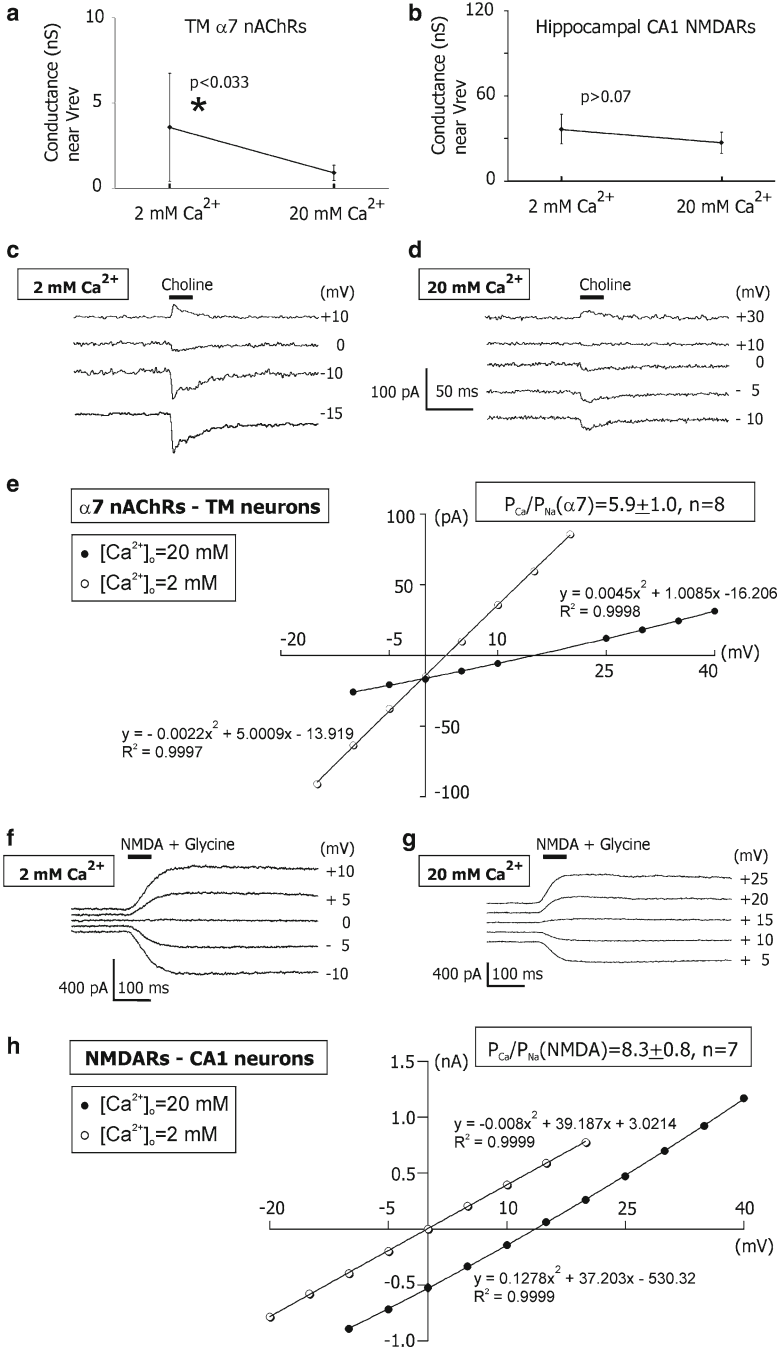 a
TM α7 nAChRs
Conductance (nS)
near Vrev
10
5
0
p<0.033
*
2 mM Ca²⁺
20 mM Ca²⁺
b
Hippocampal CA1 NMDARs
Conductance (nS)
near Vrev
120
60
0
p>0.07
2 mM Ca²⁺
20 mM Ca²⁺
c
2 mM Ca²⁺
Choline
(mV)
+10
0
-10
-15
d
20 mM Ca²⁺
Choline
(mV)
+30
+10
0
- 5
- 10
100 pA
50 ms
e
α7 nAChRs - TM neurons
[Ca²⁺]ₒ=20 mM
[Ca²⁺]ₒ=2 mM
P_Ca/P_Na(α7)=5.9±1.0, n=8
100
(pA)
50
y = 0.0045x² + 1.0085x -16.206
R² = 0.9998
-20
-5
10
25
40
(mV)
-50
-100
y = - 0.0022x² + 5.0009x - 13.919
R² = 0.9997
f
NMDA + Glycine
2 mM Ca²⁺
(mV)
+10
+ 5
0
- 5
-10
400 pA
100 ms
g
NMDA + Glycine
20 mM Ca²⁺
(mV)
+25
+20
+ 15
+ 10
+ 5
400 pA
100 ms
h
NMDARs - CA1 neurons
[Ca²⁺]ₒ=20 mM
[Ca²⁺]ₒ=2 mM
P_Ca/P_Na(NMDA)=8.3±0.8, n=7
1.5
(nA)
1.0
0.5
y = -0.008x² + 39.187x + 3.0214
R² = 0.9999
-20
-5
10
25
40
(mV)
-0.5
-1.0
y = 0.1278x² + 37.203x - 530.32
R² = 0.9999